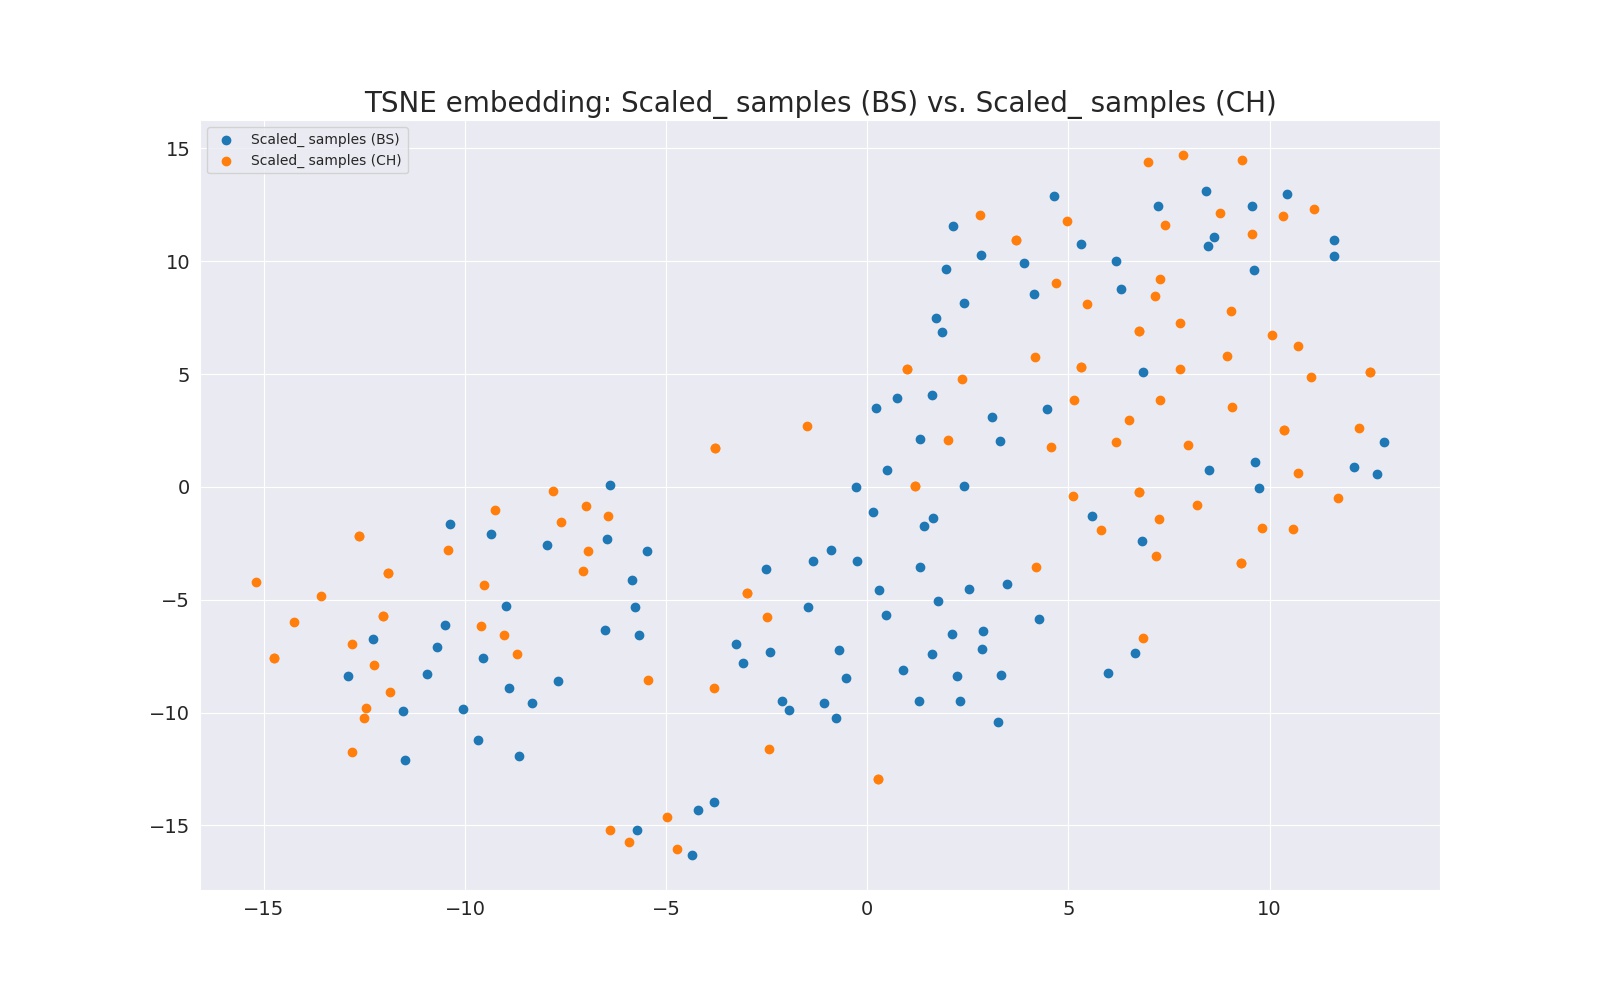 TSNE embedding: Scaled_ samples (BS) vs. Scaled_ samples (CH)
Scaled_ samples (BS)
Scaled_ samples (CH)
15
10
5
0
−5
−10
−15
−15 −10 −5 0 5 10